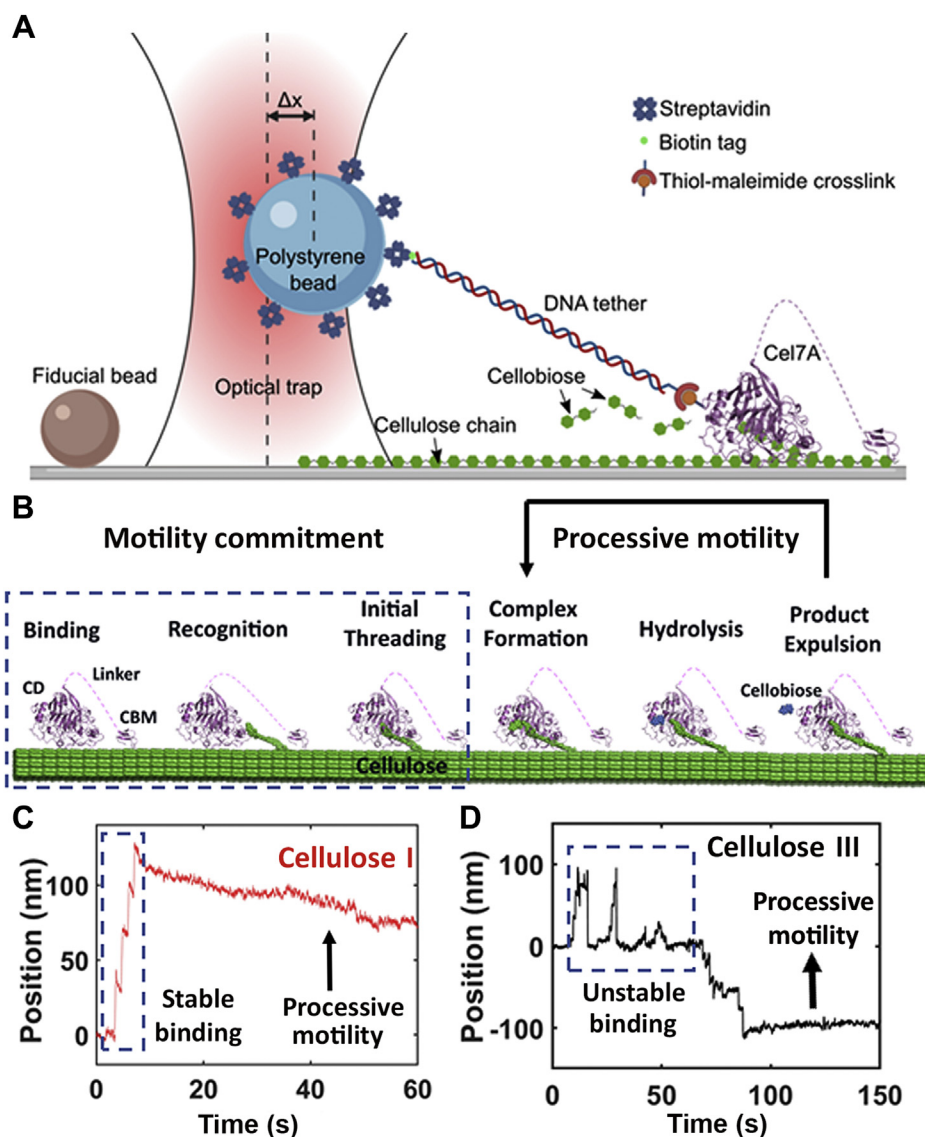 A
Δx
Streptavidin
Biotin tag
Thiol-maleimide crosslink
Polystyrene
bead
DNA tether
Cel7A
Fiducial bead
Optical trap
Cellobiose
Cellulose chain
B
Motility commitment
Processive motility
Binding
Recognition
Initial
Threading
Complex
Formation
Hydrolysis
Product
Expulsion
CD
Linker
CBM
Cellobiose
Cellulose
C
Cellulose I
Position (nm)
100
50
0
Stable
binding
Processive
motility
0
20
40
60
Time (s)
D
Cellulose III
Position (nm)
100
0
-100
Processive
motility
Unstable
binding
0
50
100
150
Time (s)